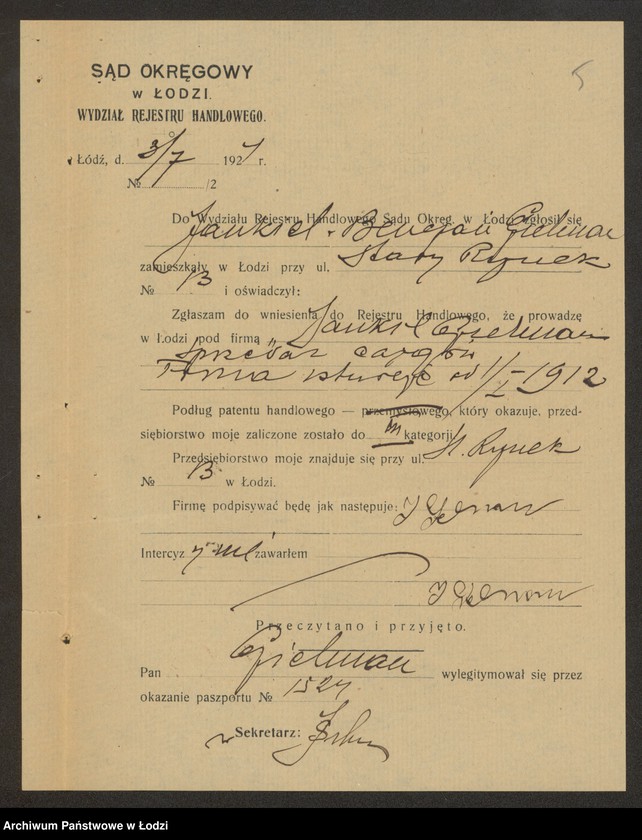 5
SĄD OKRĘGOWY
w ŁODZI.
WYDZIAŁ REJESTRU HANDLOWEGO.
Łódź, d. 3/7 1921 r.
№ /2
Do Wydziału Rejestru Handlowego Sądu Okręg. w Łodzi zgłosił się
Jankiel - Gielman
zamieszkały w Łodzi przy ul. Stary Rynek
№ 13 i oświadczył:
Zgłaszam do wniesienia do Rejestru Handlowego, że prowadzę
w Łodzi pod firmą „Jankiel Gielman
Sprzedaż
Firma istnieje od 1/I - 1912
Podług patentu handlowego — przemysłowego, który okazuje, przed-
siębiorstwo moje zaliczone zostało do III kategorji
Przedsiębiorstwo moje znajduje się przy ul. St. Rynek
№ 13 w Łodzi.
Firmę podpisywać będę jak następuje:
Intercyz nie zawarłem
Przeczytano i przyjęto.
Pan Gielman wylegitymował się przez
okazanie paszportu № 1524
Sekretarz:
Archiwum Państwowe w Łodzi